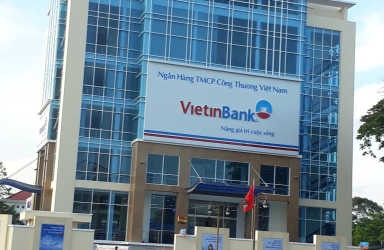 Ngân Hàng TMCP Công Thương Việt Nam
VietinBank
Nâng giá trị cuộc sống